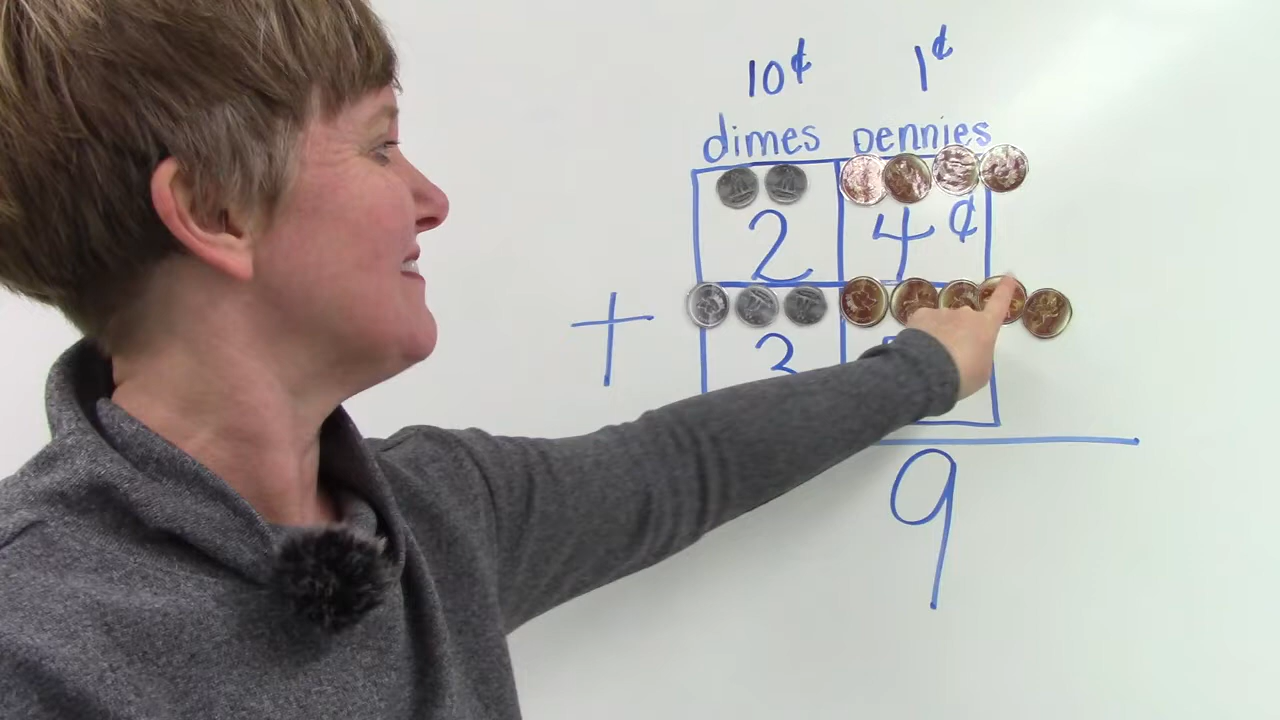 10¢ 1¢
dimes pennies
2 4¢
+ 3
9